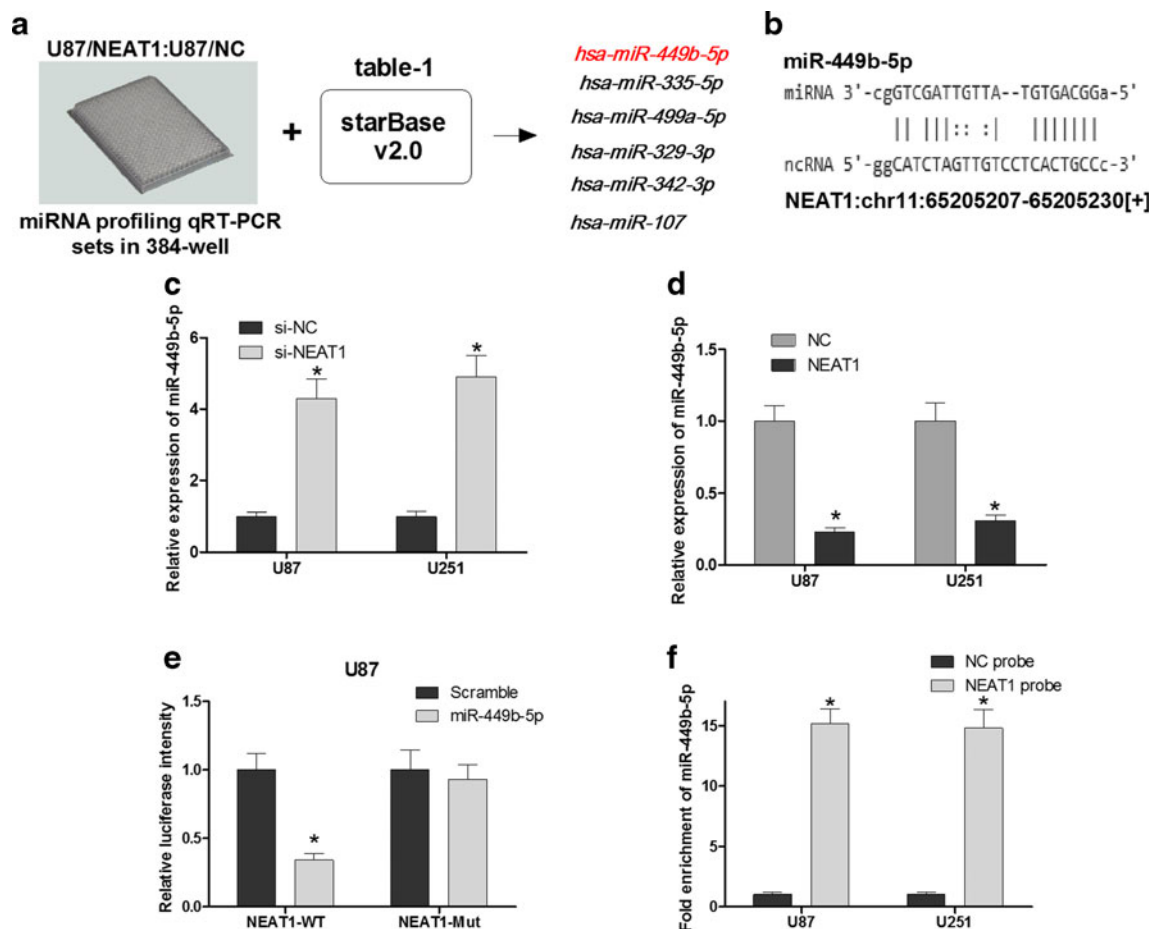 a
U87/NEAT1:U87/NC
miRNA profiling qRT-PCR
sets in 384-well
+
table-1
starBase
v2.0
hsa-miR-449b-5p
hsa-miR-335-5p
hsa-miR-499a-5p
hsa-miR-329-3p
hsa-miR-342-3p
hsa-miR-107
b
miR-449b-5p
miRNA 3'-cgGTCGATTGTTA--TGTGACGGa-5'
|| |||:: :| |||||||
ncRNA 5'-ggCATCTAGTTGTCCTCACTGCCc-3'
NEAT1:chr11:65205207-65205230[+]
c
si-NC
si-NEAT1
Relative expression of miR-449b-5p
6
4
2
0
*
*
U87
U251
d
NC
NEAT1
Relative expression of miR-449b-5p
1.5
1.0
0.5
0.0
*
*
U87
U251
e
U87
Scramble
miR-449b-5p
Relative luciferase intensity
1.5
1.0
0.5
0.0
*
NEAT1-WT
NEAT1-Mut
f
NC probe
NEAT1 probe
Fold enrichment of miR-449b-5p
15
10
5
0
*
*
U87
U251